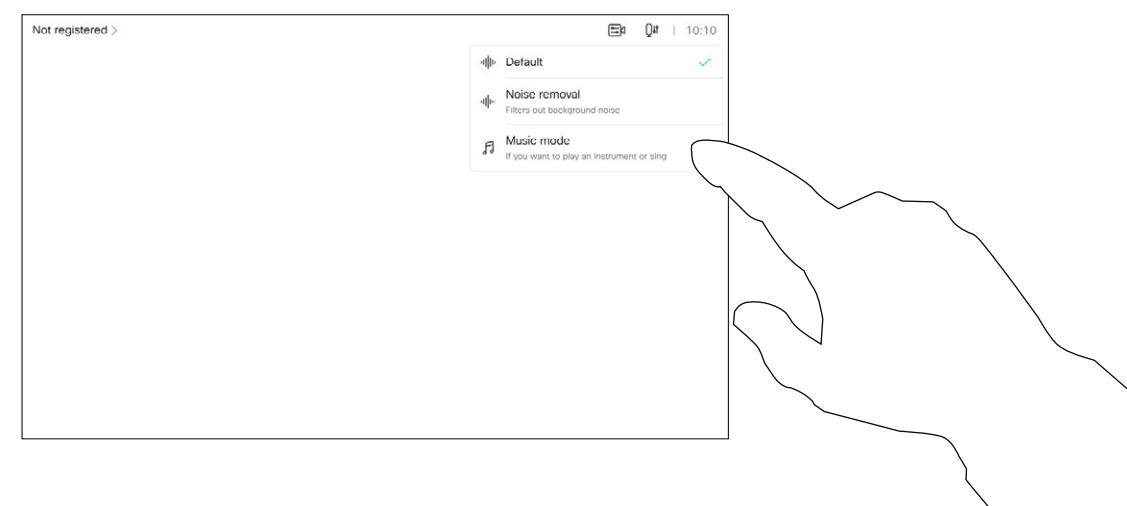 Not registered >
10:10
Default
Noise removal
Filters out background noise
Music mode
If you want to play an instrument or sing